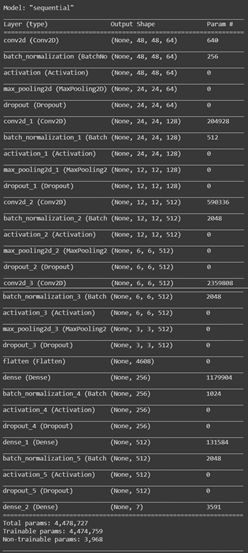 Model: "sequential"
Layer (type) Output Shape Param #
conv2d (Conv2D) (None, 48, 48, 64) 640
batch_normalization (BatchNo (None, 48, 48, 64) 256
activation (Activation) (None, 48, 48, 64) 0
max_pooling2d (MaxPooling2D) (None, 24, 24, 64) 0
dropout (Dropout) (None, 24, 24, 64) 0
conv2d_1 (Conv2D) (None, 24, 24, 128) 204928
batch_normalization_1 (Batch (None, 24, 24, 128) 512
activation_1 (Activation) (None, 24, 24, 128) 0
max_pooling2d_1 (MaxPooling2 (None, 12, 12, 128) 0
dropout_1 (Dropout) (None, 12, 12, 128) 0
conv2d_2 (Conv2D) (None, 12, 12, 512) 590336
batch_normalization_2 (Batch (None, 12, 12, 512) 2048
activation_2 (Activation) (None, 12, 12, 512) 0
max_pooling2d_2 (MaxPooling2 (None, 6, 6, 512) 0
dropout_2 (Dropout) (None, 6, 6, 512) 0
conv2d_3 (Conv2D) (None, 6, 6, 512) 2359808
batch_normalization_3 (Batch (None, 6, 6, 512) 2048
activation_3 (Activation) (None, 6, 6, 512) 0
max_pooling2d_3 (MaxPooling2 (None, 3, 3, 512) 0
dropout_3 (Dropout) (None, 3, 3, 512) 0
flatten (Flatten) (None, 4608) 0
dense (Dense) (None, 256) 1179904
batch_normalization_4 (Batch (None, 256) 1024
activation_4 (Activation) (None, 256) 0
dropout_4 (Dropout) (None, 256) 0
dense_1 (Dense) (None, 512) 131584
batch_normalization_5 (Batch (None, 512) 2048
activation_5 (Activation) (None, 512) 0
dropout_5 (Dropout) (None, 512) 0
dense_2 (Dense) (None, 7) 3591
Total params: 4,478,727
Trainable params: 4,474,759
Non-trainable params: 3,968